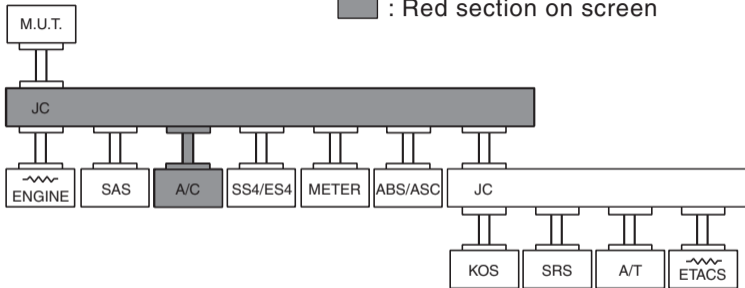 : Red section on screen
M.U.T.
JC
ENGINE SAS A/C SS4/ES4 METER ABS/ASC JC
KOS SRS A/T ETACS